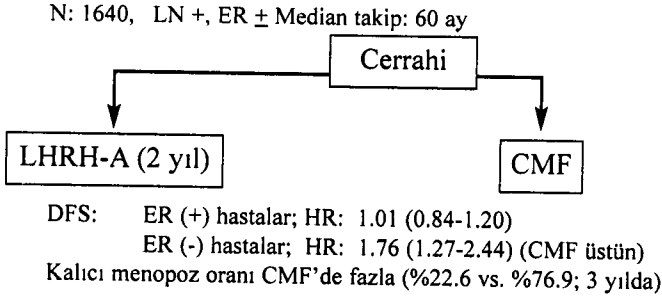 N: 1640, LN +, ER ± Median takip: 60 ay
Cerrahi
LHRH-A (2 yıl)
CMF
DFS: ER (+) hastalar; HR: 1.01 (0.84-1.20)
ER (-) hastalar; HR: 1.76 (1.27-2.44) (CMF üstün)
Kalıcı menopoz oranı CMF'de fazla (%22.6 vs. %76.9; 3 yılda)